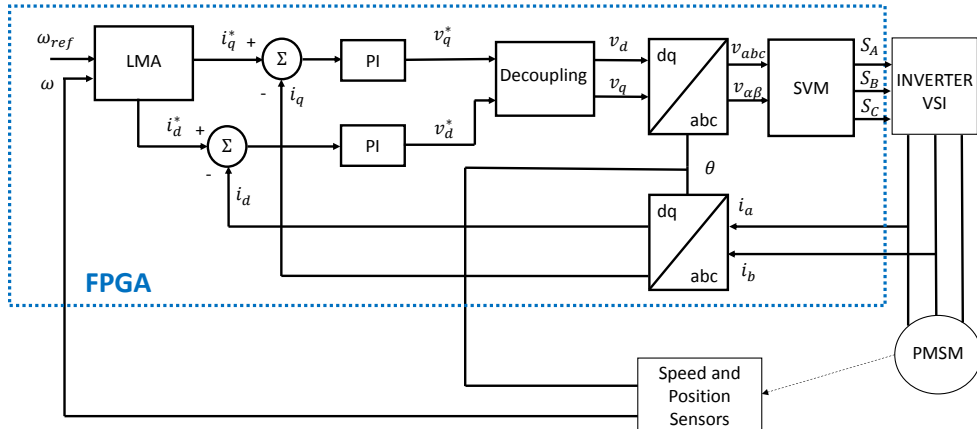 ω_ref
ω
LMA
i_q^*
+
Σ
-
i_q
PI
v_q^*
Decoupling
v_d
v_q
dq
abc
v_abc
v_αβ
SVM
S_A
S_B
S_C
INVERTER
VSI
i_d^*
+
Σ
-
i_d
PI
v_d^*
θ
dq
abc
i_a
i_b
FPGA
PMSM
Speed and
Position
Sensors